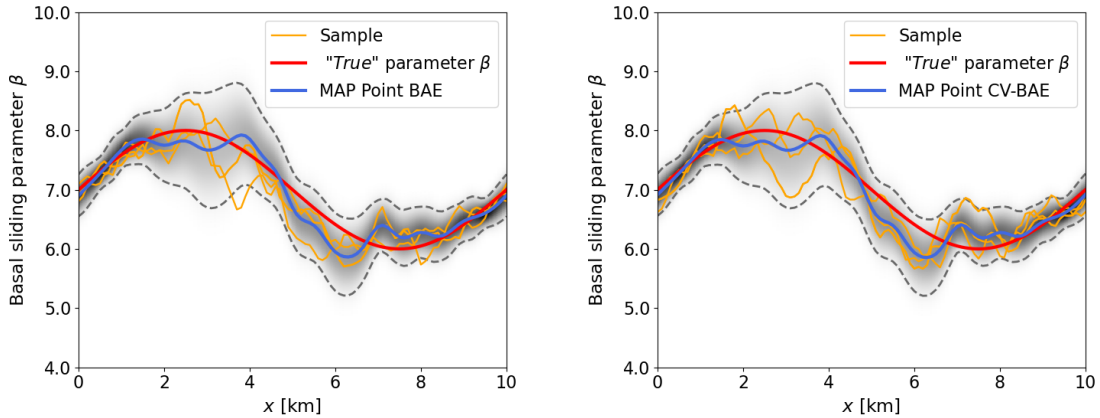 10.0
9.0
8.0
7.0
6.0
5.0
4.0
Basal sliding parameter β
0
2
4
6
8
10
x [km]
Sample
"True" parameter β
MAP Point BAE
10.0
9.0
8.0
7.0
6.0
5.0
4.0
Basal sliding parameter β
0
2
4
6
8
10
x [km]
Sample
"True" parameter β
MAP Point CV-BAE